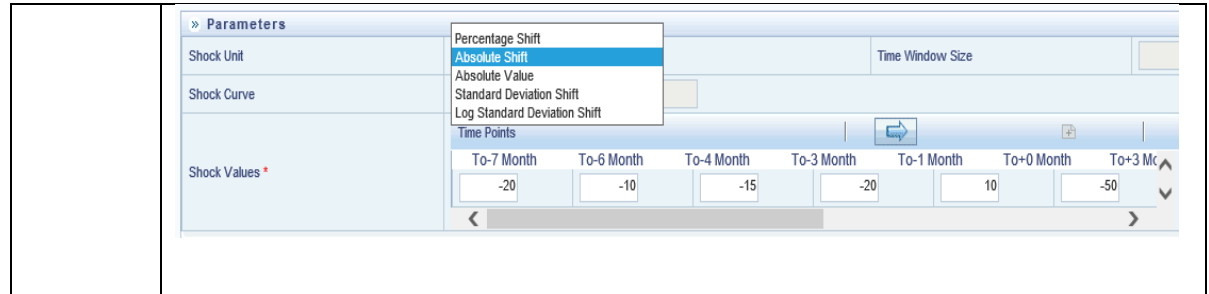 » Parameters
Percentage Shift
Shock Unit Absolute Shift Time Window Size
Absolute Value
Shock Curve Standard Deviation Shift
Log Standard Deviation Shift
Time Points
To-7 Month To-6 Month To-4 Month To-3 Month To-1 Month To+0 Month To+3
Shock Values *
-20 -10 -15 -20 10 -50